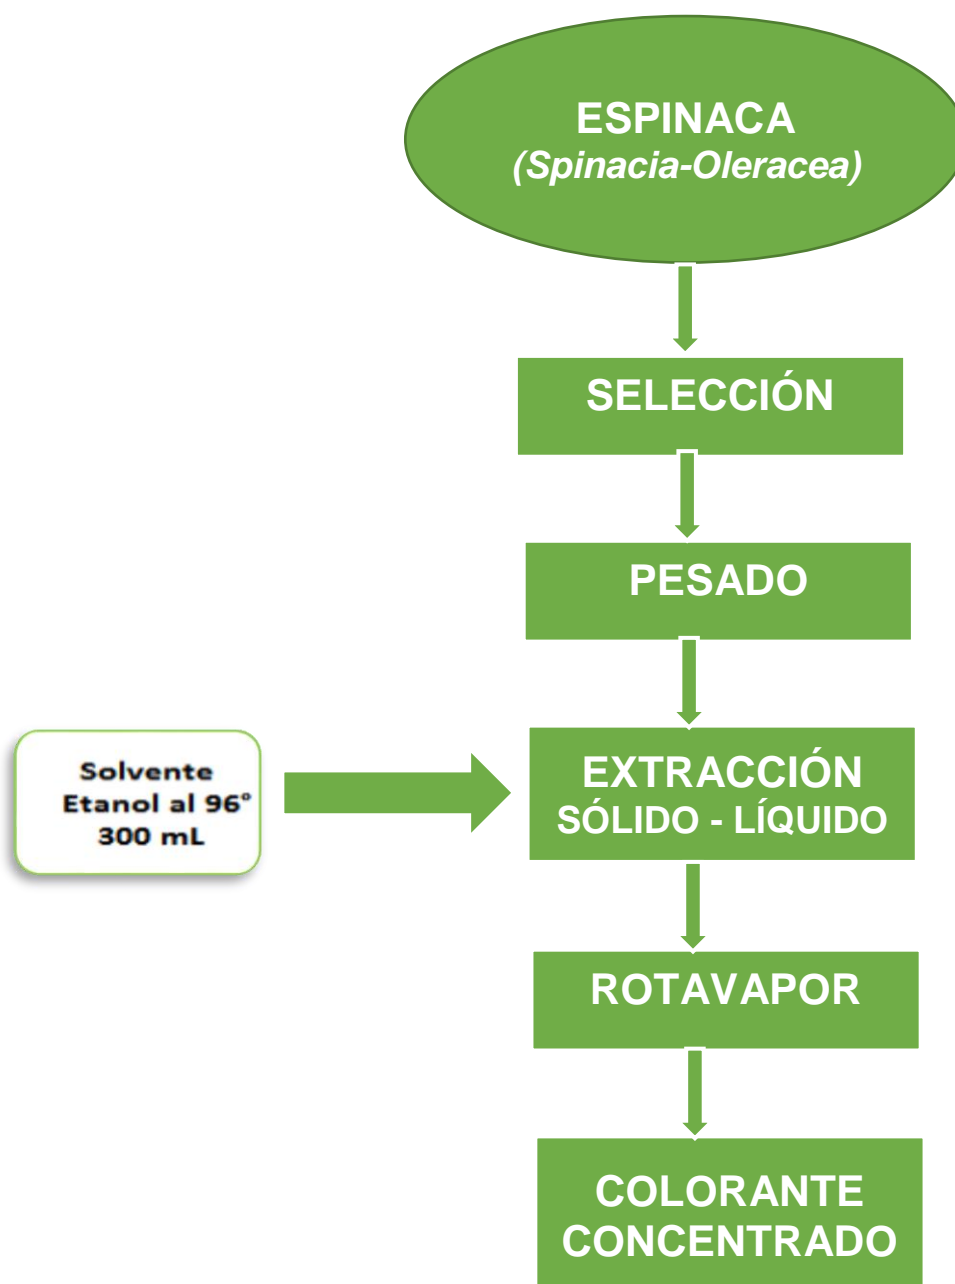 ESPINACA
(Spinacia-Oleracea)
SELECCIÓN
PESADO
Solvente
Etanol al 96°
300 mL
EXTRACCIÓN
SÓLIDO - LÍQUIDO
ROTAVAPOR
COLORANTE
CONCENTRADO